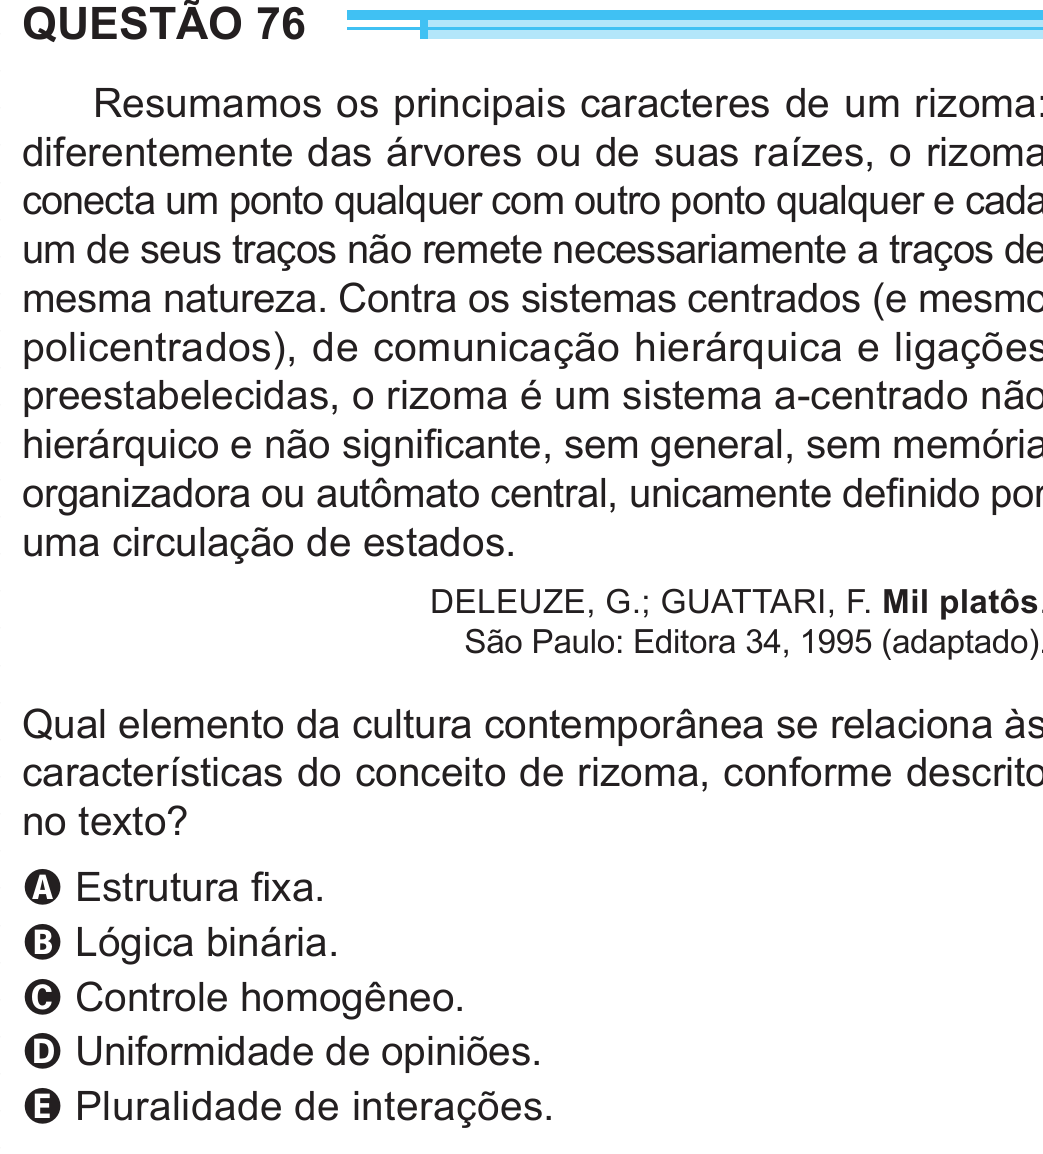 QUESTÃO 76
Resumamos os principais caracteres de um rizoma:
diferentemente das árvores ou de suas raízes, o rizoma
conecta um ponto qualquer com outro ponto qualquer e cada
um de seus traços não remete necessariamente a traços de
mesma natureza. Contra os sistemas centrados (e mesmo
policentrados), de comunicação hierárquica e ligações
preestabelecidas, o rizoma é um sistema a-centrado não
hierárquico e não significante, sem general, sem memória
organizadora ou autômato central, unicamente definido por
uma circulação de estados.
DELEUZE, G.; GUATTARI, F. Mil platôs.
São Paulo: Editora 34, 1995 (adaptado).
Qual elemento da cultura contemporânea se relaciona às
características do conceito de rizoma, conforme descrito
no texto?
A Estrutura fixa.
B Lógica binária.
C Controle homogêneo.
D Uniformidade de opiniões.
E Pluralidade de interações.